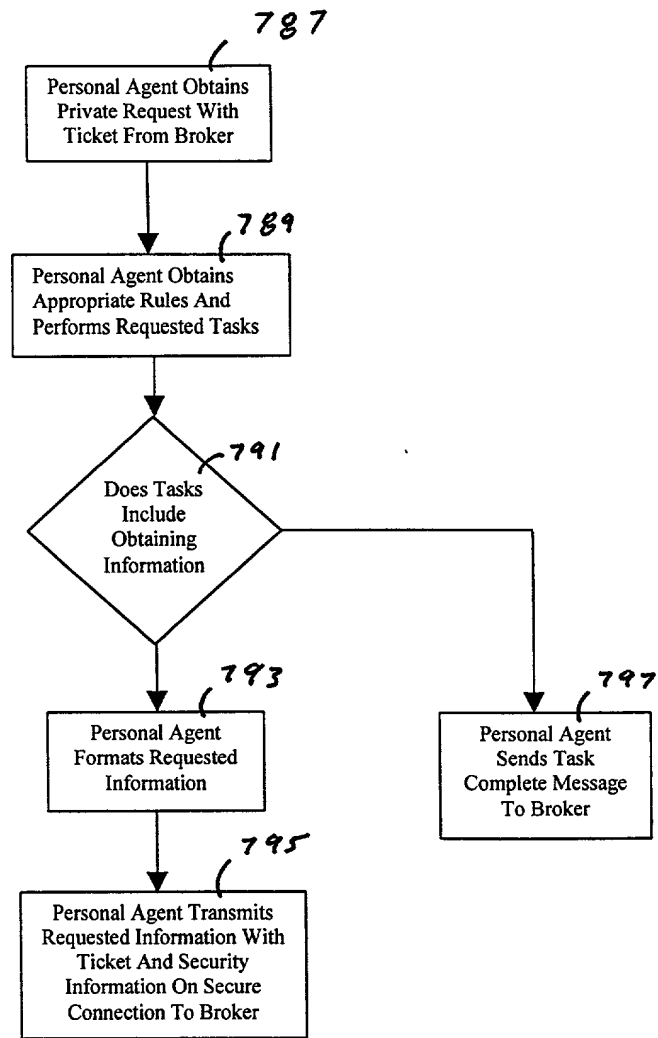 787
Personal Agent Obtains
Private Request With
Ticket From Broker
789
Personal Agent Obtains
Appropriate Rules And
Performs Requested Tasks
791
Does Tasks
Include
Obtaining
Information
793
Personal Agent
Formats Requested
Information
797
Personal Agent
Sends Task
Complete Message
To Broker
795
Personal Agent Transmits
Requested Information With
Ticket And Security
Information On Secure
Connection To Broker